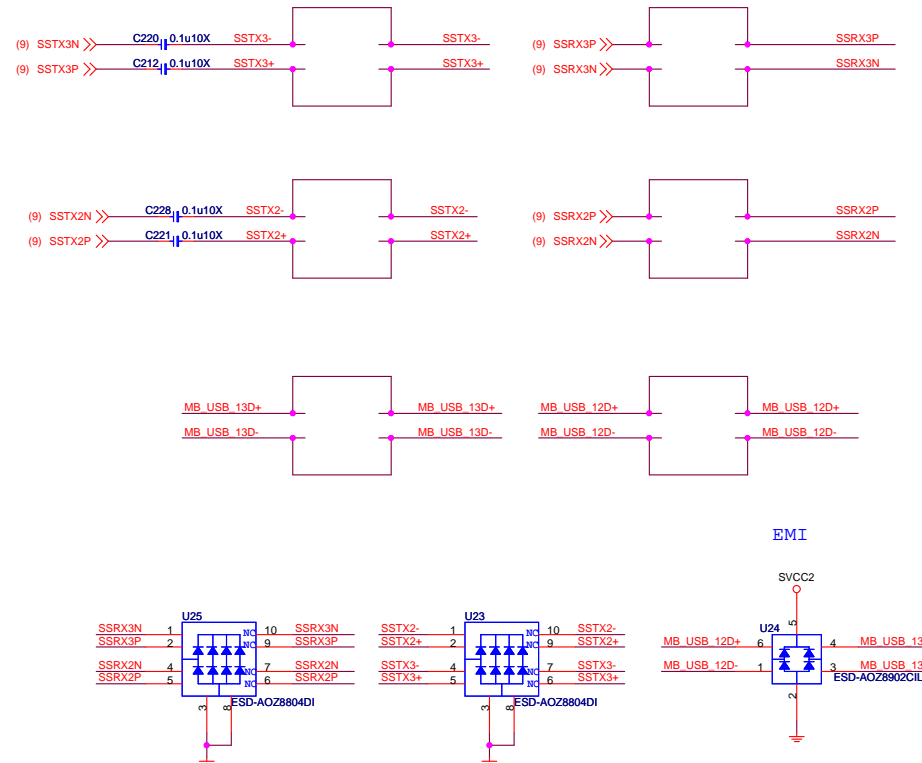 (9) SSTX3N C220 0.1u10X SSTX3- SSTX3- (9) SSRX3P SSRX3P
(9) SSTX3P C212 0.1u10X SSTX3+ SSTX3+ (9) SSRX3N SSRX3N
(9) SSTX2N C228 0.1u10X SSTX2- SSTX2- (9) SSRX2P SSRX2P
(9) SSTX2P C221 0.1u10X SSTX2+ SSTX2+ (9) SSRX2N SSRX2N
MB_USB_13D+ MB_USB_13D+ MB_USB_12D+ MB_USB_12D+
MB_USB_13D- MB_USB_13D- MB_USB_12D- MB_USB_12D-
EMI
SVCC2
U25 U23 U24
5
SSRX3N 1 NC 10 SSRX3N SSTX2- 1 NC 10 SSTX2-
SSRX3P 2 NC 9 SSRX3P SSTX2+ 2 NC 9 SSTX2+ MB_USB_12D+ 6 4 MB_USB_13
SSRX2N 4 NC 7 SSRX2N SSTX3- 4 NC 7 SSTX3- MB_USB_12D- 1 3 MB_USB_13
SSRX2P 5 NC 6 SSRX2P SSTX3+ 5 NC 6 SSTX3+ ESD-AOZ8902CIL
ESD-AOZ8804DI ESD-AOZ8804DI 2
3 8 3 8